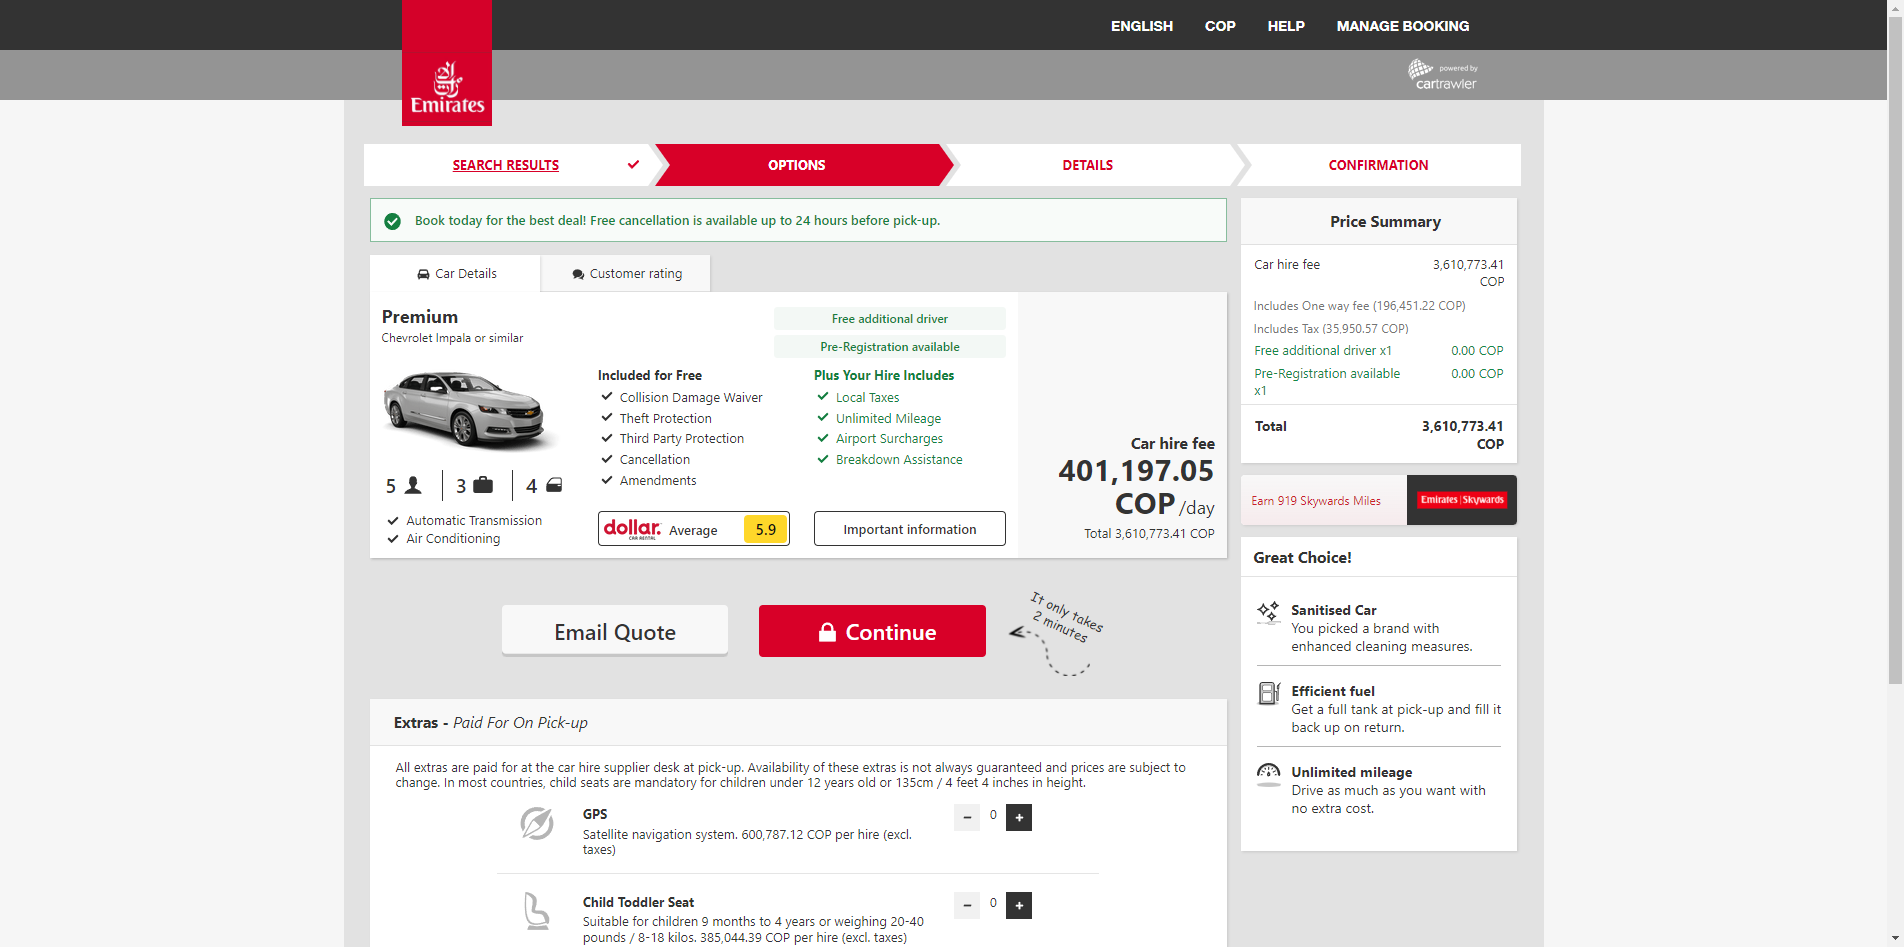 ENGLISH COP HELP MANAGE BOOKING
Emirates
powered by
cartrawler
SEARCH RESULTS OPTIONS DETAILS CONFIRMATION
Book today for the best deal! Free cancellation is available up to 24 hours before pick-up.
Car Details
Customer rating
Premium
Chevrolet Impala or similar
5 3 4
Automatic Transmission
Air Conditioning
Free additional driver
Pre-Registration available
Included for Free
Collision Damage Waiver
Theft Protection
Third Party Protection
Cancellation
Amendments
Plus Your Hire Includes
Local Taxes
Unlimited Mileage
Airport Surcharges
Breakdown Assistance
dollar. Average 5.9
CAR RENTAL
Important information
Car hire fee
401,197.05
COP /day
Total 3,610,773.41 COP
Email Quote
Continue
It only takes
2 minutes
Extras - Paid For On Pick-up
All extras are paid for at the car hire supplier desk at pick-up. Availability of these extras is not always guaranteed and prices are subject to
change. In most countries, child seats are mandatory for children under 12 years old or 135cm / 4 feet 4 inches in height.
GPS
Satellite navigation system. 600,787.12 COP per hire (excl.
taxes)
− 0 +
Child Toddler Seat
Suitable for children 9 months to 4 years or weighing 20-40
pounds / 8-18 kilos. 385,044.39 COP per hire (excl. taxes)
− 0 +
Price Summary
Car hire fee 3,610,773.41
COP
Includes One way fee (196,451.22 COP)
Includes Tax (35,950.57 COP)
Free additional driver x1 0.00 COP
Pre-Registration available 0.00 COP
x1
Total 3,610,773.41
COP
Earn 919 Skywards Miles
Emirates | Skywards
Great Choice!
Sanitised Car
You picked a brand with
enhanced cleaning measures.
Efficient fuel
Get a full tank at pick-up and fill it
back up on return.
Unlimited mileage
Drive as much as you want with
no extra cost.